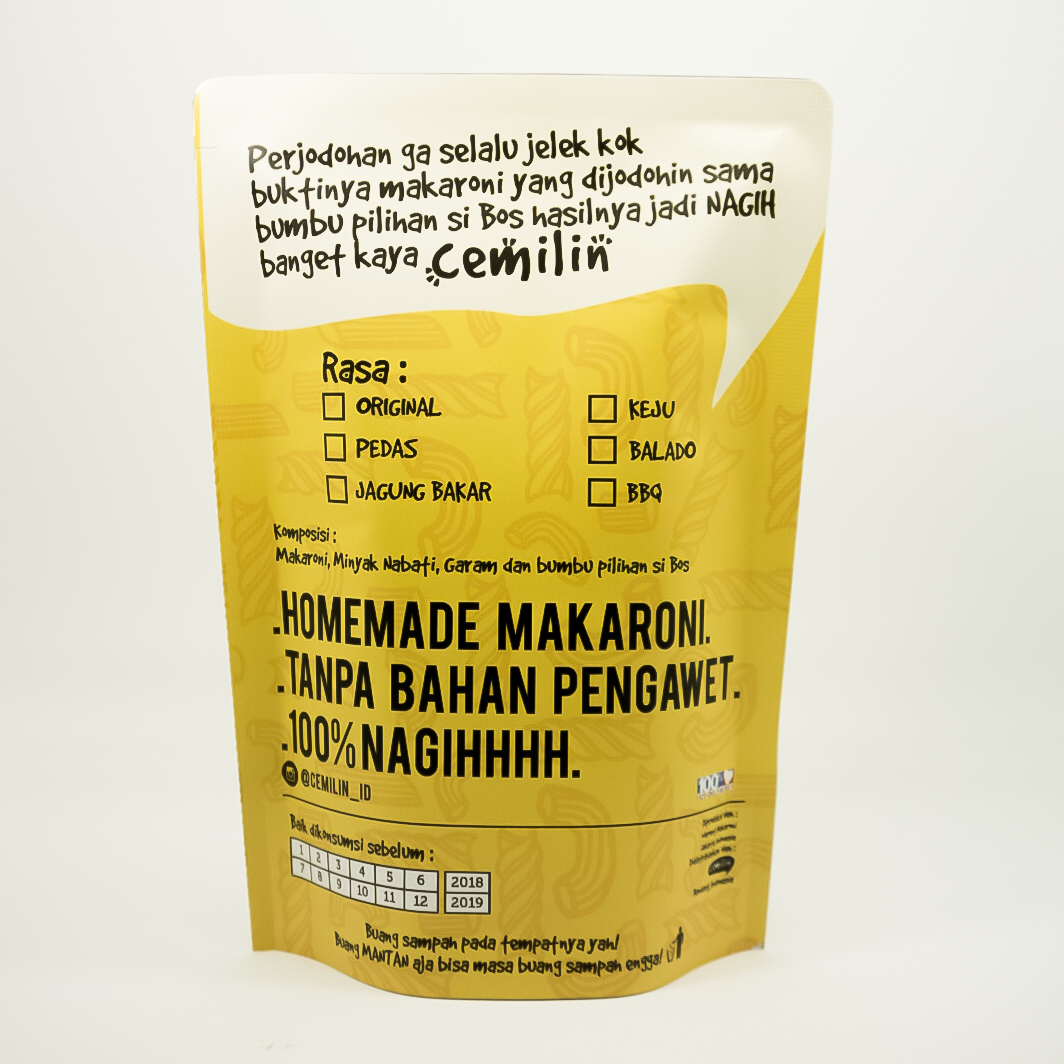 Perjodohan ga selalu jelek kok
buktinya makaroni yang dijodohin sama
bumbu pilihan si Bos hasilnya jadi NAGIH
banget kaya cemilin
Rasa :
ORIGINAL
KEJU
PEDAS
BALADO
JAGUNG BAKAR
BBQ
Komposisi :
Makaroni, Minyak Nabati, Garam dan bumbu pilihan si Bos
.HOMEMADE MAKARONI.
.TANPA BAHAN PENGAWET.
.100% NAGIHHHH.
@CEMILIN_ID
100%
Baik dikonsumsi sebelum :
1 2 3 4 5 6 2018
7 8 9 10 11 12 2019
Buang sampah pada tempatnya yah!
Buang MANTAN aja bisa masa buang sampah engga!